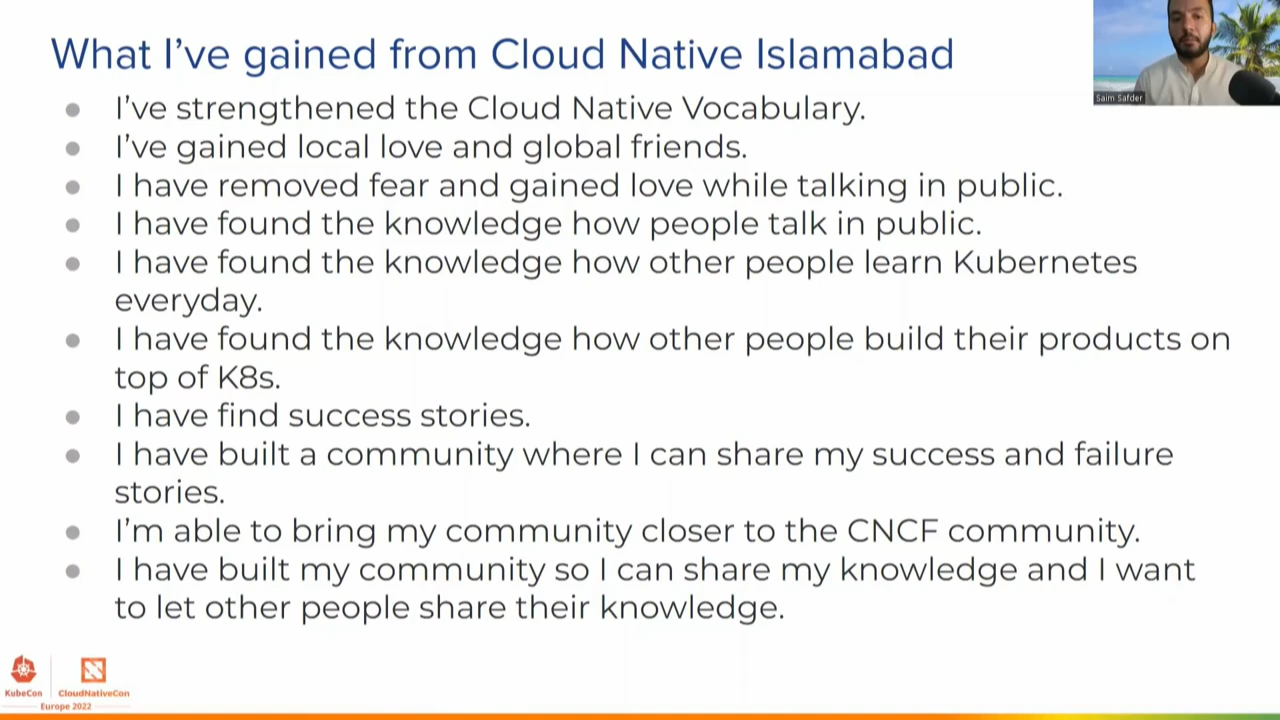 What I've gained from Cloud Native Islamabad
Saim Safder
● I've strengthened the Cloud Native Vocabulary.
● I've gained local love and global friends.
● I have removed fear and gained love while talking in public.
● I have found the knowledge how people talk in public.
● I have found the knowledge how other people learn Kubernetes
everyday.
● I have found the knowledge how other people build their products on
top of K8s.
● I have find success stories.
● I have built a community where I can share my success and failure
stories.
● I'm able to bring my community closer to the CNCF community.
● I have built my community so I can share my knowledge and I want
to let other people share their knowledge.
KubeCon CloudNativeCon
Europe 2022